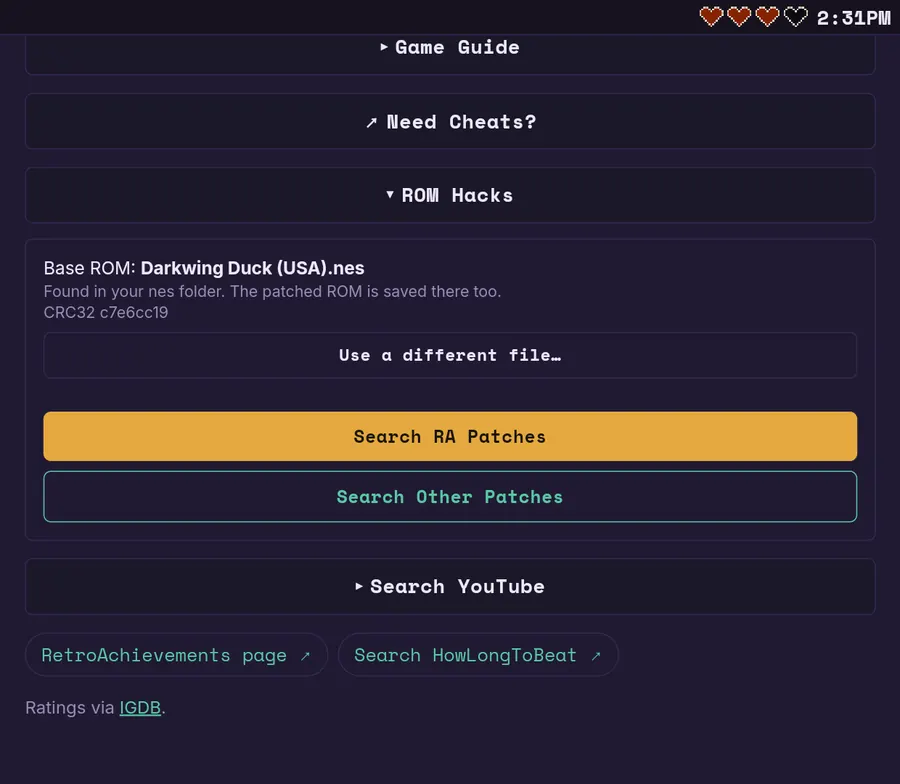 2:31PM
▸ Game Guide
↗ Need Cheats?
▾ ROM Hacks
Base ROM: Darkwing Duck (USA).nes
Found in your nes folder. The patched ROM is saved there too.
CRC32 c7e6cc19
Use a different file…
Search RA Patches
Search Other Patches
▸ Search YouTube
RetroAchievements page ↗ Search HowLongToBeat ↗
Ratings via IGDB.